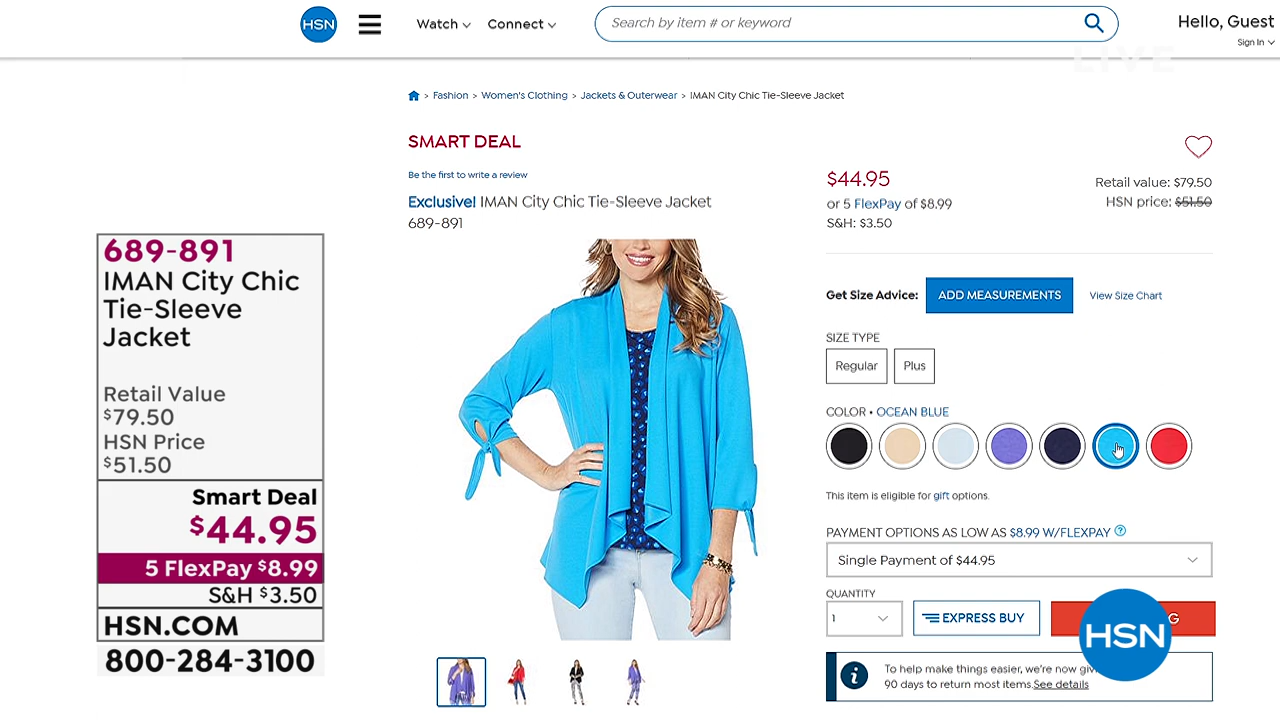 HSN
Watch
Connect
Search by item # or keyword
Hello, Guest
Sign In
LIVE
> Fashion > Women's Clothing > Jackets & Outerwear > IMAN City Chic Tie-Sleeve Jacket
SMART DEAL
Be the first to write a review
Exclusive! IMAN City Chic Tie-Sleeve Jacket
689-891
$44.95
or 5 FlexPay of $8.99
S&H: $3.50
Retail value: $79.50
HSN price: $51.50
Get Size Advice:
ADD MEASUREMENTS
View Size Chart
SIZE TYPE
Regular
Plus
COLOR • OCEAN BLUE
This item is eligible for gift options.
PAYMENT OPTIONS AS LOW AS $8.99 W/FLEXPAY ?
Single Payment of $44.95
QUANTITY
1
EXPRESS BUY
G
HSN
i
To help make things easier, we're now
90 days to return most items.See details
689-891
IMAN City Chic
Tie-Sleeve
Jacket
Retail Value
$79.50
HSN Price
$51.50
Smart Deal
$44.95
5 FlexPay $8.99
S&H $3.50
HSN.COM
800-284-3100